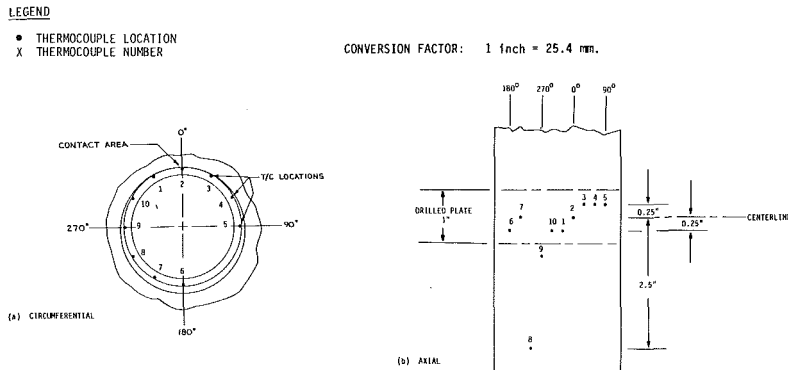 LEGEND
• THERMOCOUPLE LOCATION
X THERMOCOUPLE NUMBER
CONVERSION FACTOR: 1 inch = 25.4 mm.
0°
CONTACT AREA
T/C LOCATIONS
1
2
3
10
4
270°
9
5
90°
8
7
6
180°
(a) CIRCUMFERENTIAL
180° 270° 0° 90°
3 4 5
7
2
6
10 1
9
8
DRILLED PLATE
1"
0.25"
0.25"
CENTERLINE
2.5"
(b) AXIAL